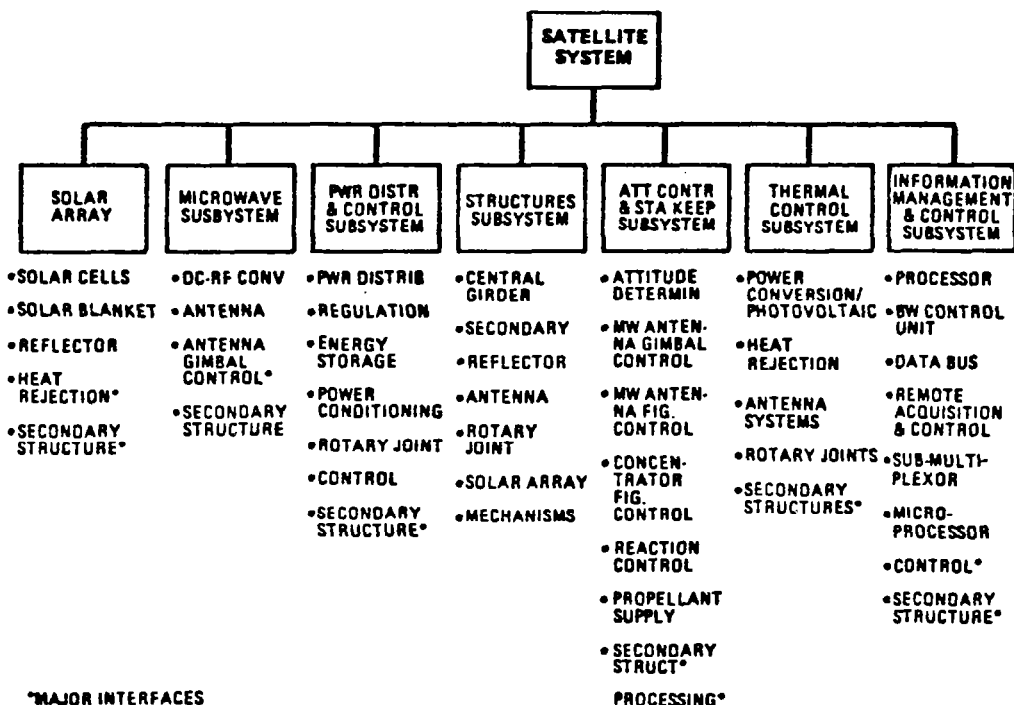 SATELLITE
SYSTEM
SOLAR
ARRAY
•SOLAR CELLS
•SOLAR BLANKET
•REFLECTOR
•HEAT
REJECTION*
•SECONDARY
STRUCTURE*
MICROWAVE
SUSBYSTEM
•DC-RF CONV
•ANTENNA
•ANTENNA
GIMBAL
CONTROL*
•SECONDARY
STRUCTURE
PWR DISTR
& CONTROL
SUBSYSTEM
•PWR DISTRIB
•REGULATION
•ENERGY
STORAGE
•POWER
CONDITIONING
•ROTARY JOINT
•CONTROL
•SECONDARY
STRUCTURE*
STRUCTURES
SUBSYSTEM
•CENTRAL
GIRDER
•SECONDARY
•REFLECTOR
•ANTENNA
•ROTARY
JOINT
•SOLAR ARRAY
•MECHANISMS
ATT CONTR
& STA KEEP
SUBSYSTEM
•ATTITUDE
DETERMIN
•MW ANTEN-
NA GIMBAL
CONTROL
•MW ANTEN-
NA FIG.
CONTROL
•CONCEN-
TRATOR
FIG.
CONTROL
•REACTION
CONTROL
•PROPELLANT
SUPPLY
•SECONDARY
STRUCT*
PROCESSING*
THERMAL
CONTROL
SUBSYSTEM
•POWER
CONVERSION/
PHOTOVOLTAIC
•HEAT
REJECTION
•ANTENNA
SYSTEMS
•ROTARY JOINTS
•SECONDARY
STRUCTURES*
INFORMATION
MANAGEMENT
& CONTROL
SUBSYSTEM
•PROCESSOR
•BW CONTROL
UNIT
•DATA BUS
•REMOTE
ACQUISITION
& CONTROL
•SUB-MULTI-
PLEXOR
•MICRO-
PROCESSOR
•CONTROL*
•SECONDARY
STRUCTURE*
*MAJOR INTERFACES